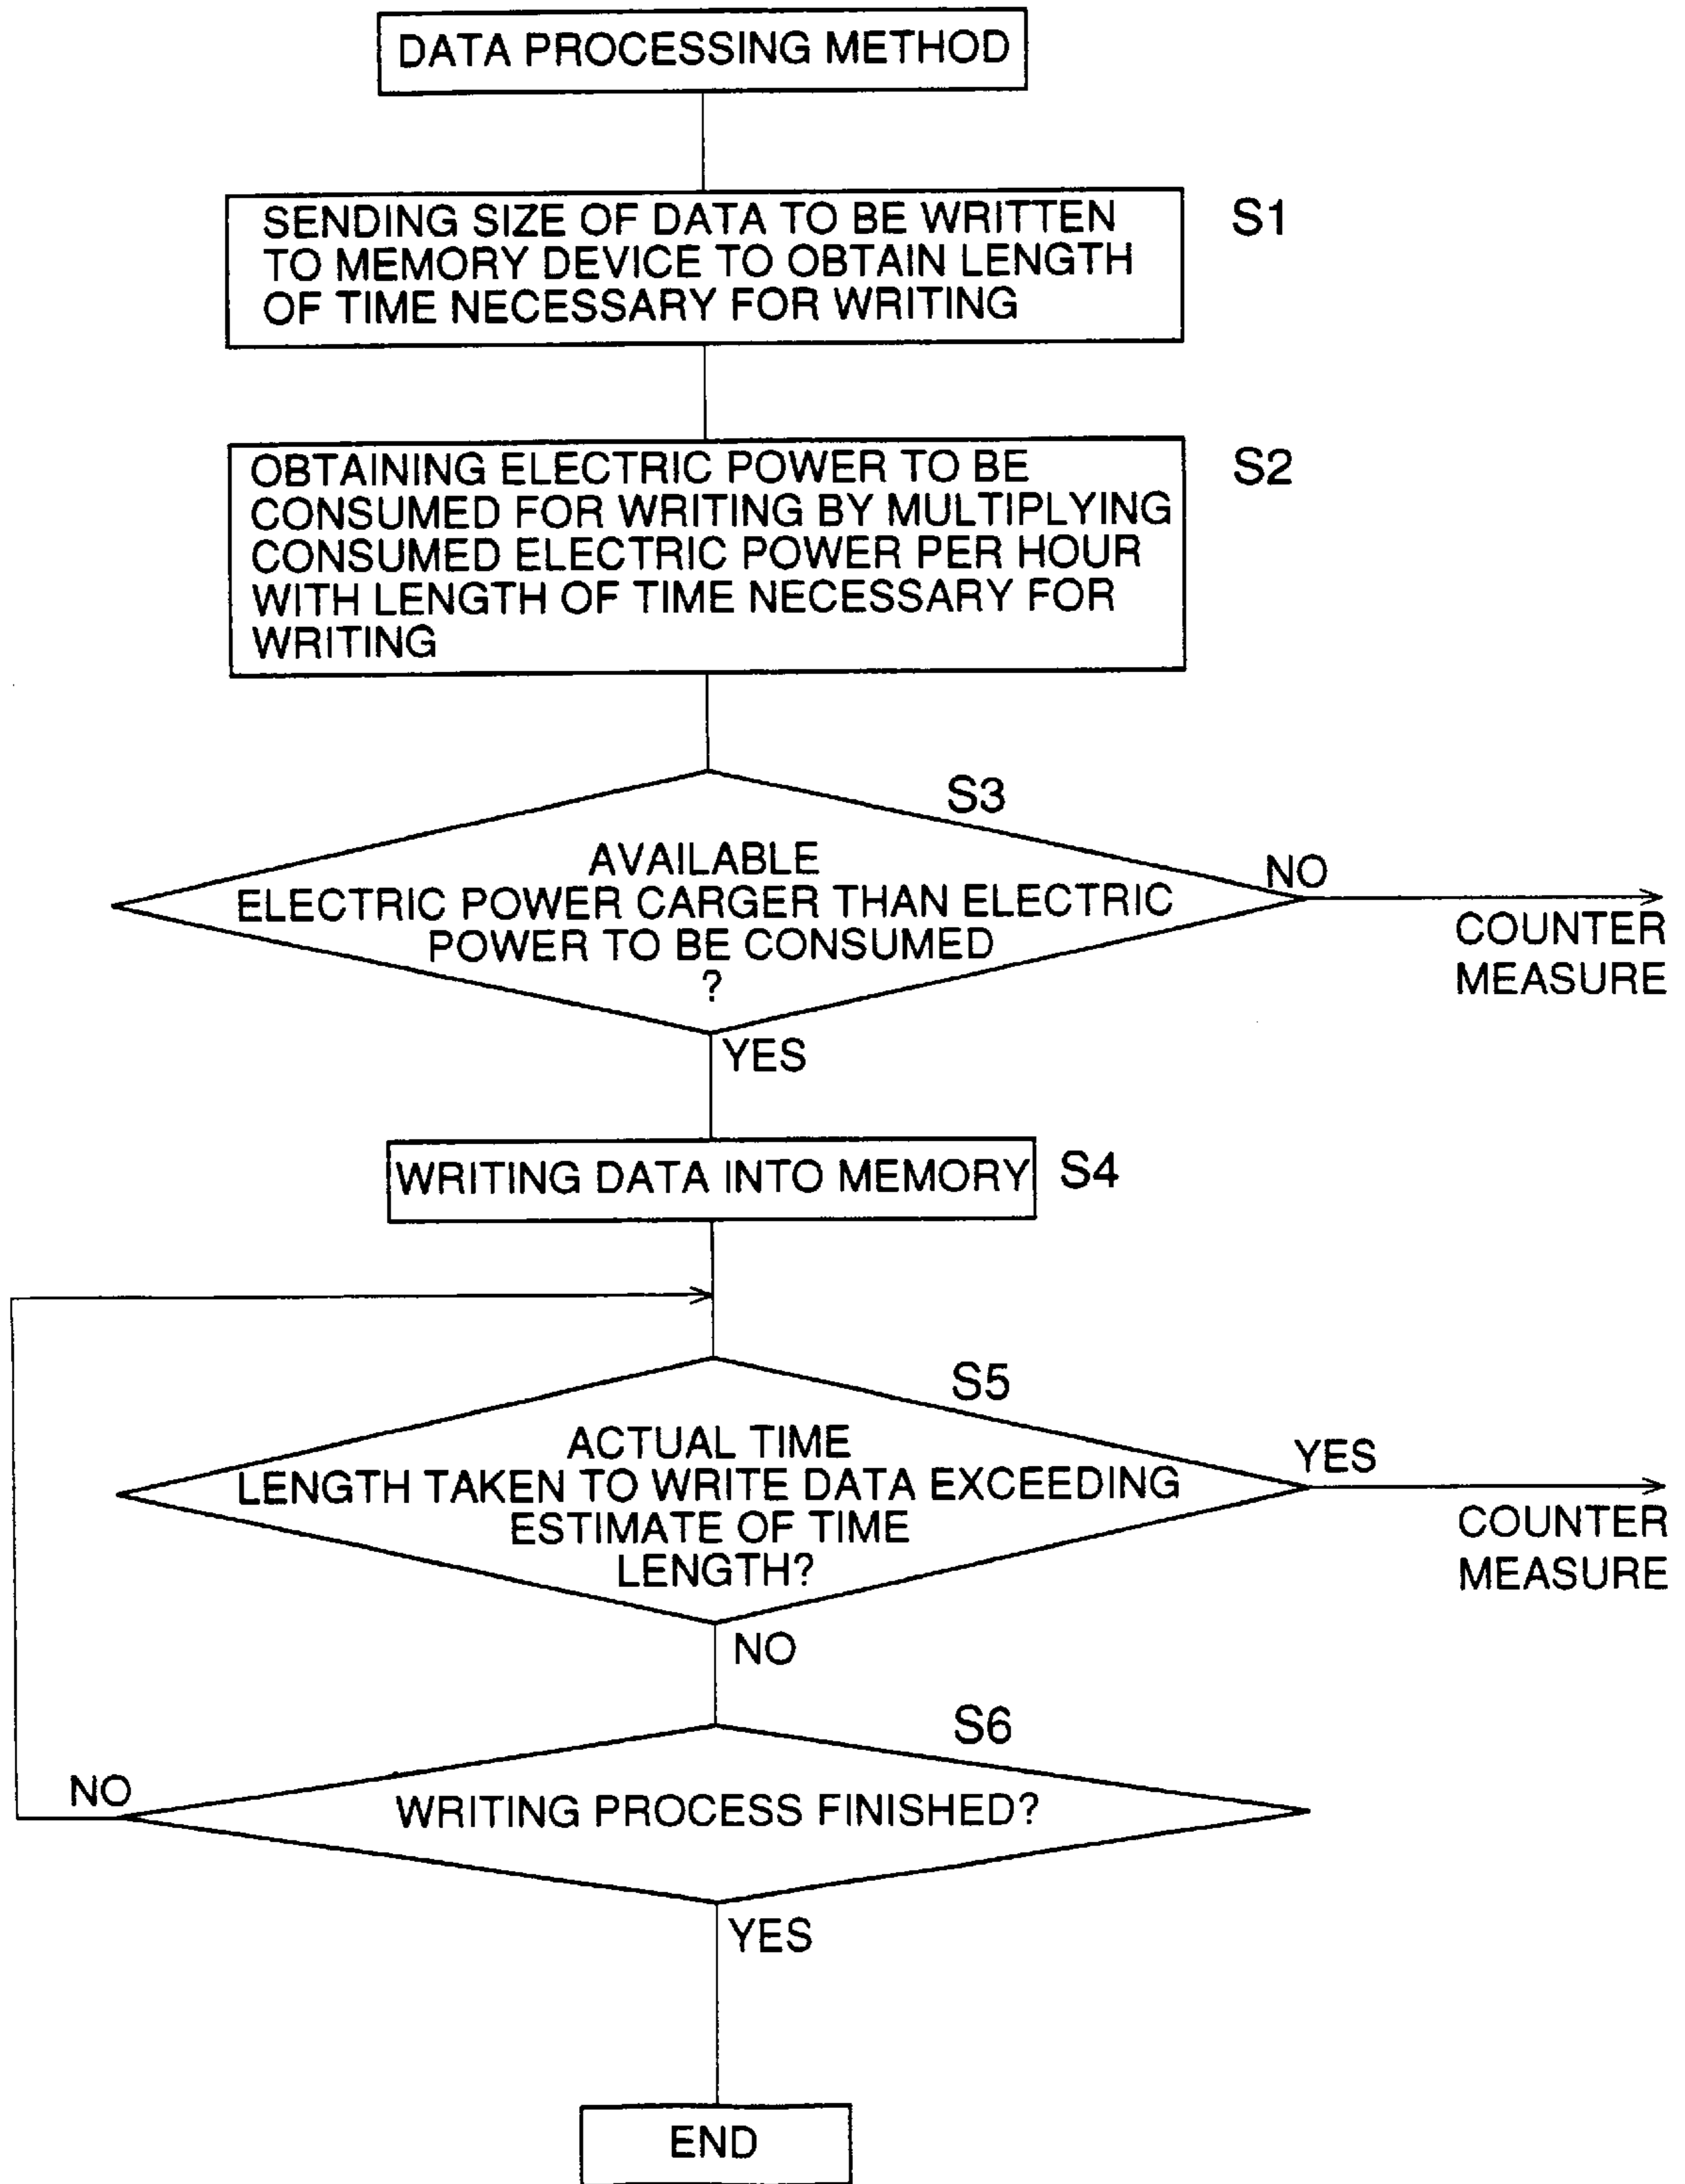 DATA PROCESSING METHOD
SENDING SIZE OF DATA TO BE WRITTEN
TO MEMORY DEVICE TO OBTAIN LENGTH
OF TIME NECESSARY FOR WRITING
S1
OBTAINING ELECTRIC POWER TO BE
CONSUMED FOR WRITING BY MULTIPLYING
CONSUMED ELECTRIC POWER PER HOUR
WITH LENGTH OF TIME NECESSARY FOR
WRITING
S2
S3
AVAILABLE
ELECTRIC POWER CARGER THAN ELECTRIC
POWER TO BE CONSUMED
?
NO
COUNTER
MEASURE
YES
WRITING DATA INTO MEMORY
S4
S5
ACTUAL TIME
LENGTH TAKEN TO WRITE DATA EXCEEDING
ESTIMATE OF TIME
LENGTH?
YES
COUNTER
MEASURE
NO
S6
NO
WRITING PROCESS FINISHED?
YES
END